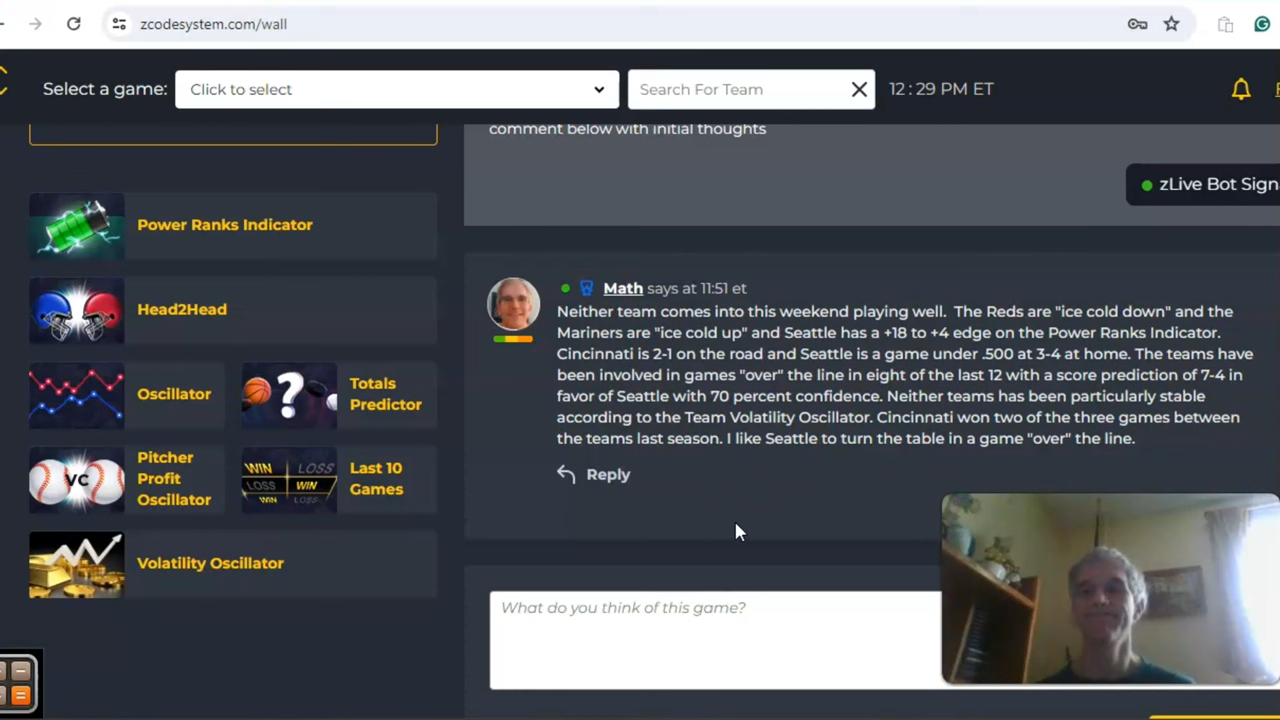 zcodesystem.com/wall
Select a game:
Click to select
Search For Team
12:29 PM ET
comment below with initial thoughts
zLive Bot Sign
Power Ranks Indicator
Head2Head
Oscillator
Totals
Predictor
Pitcher
Profit
Oscillator
VC
WIN LOSS
LOSS WIN
WIN LOSS
Last 10
Games
Volatility Oscillator
Math says at 11:51 et
Neither team comes into this weekend playing well. The Reds are "ice cold down" and the
Mariners are "ice cold up" and Seattle has a +18 to +4 edge on the Power Ranks Indicator.
Cincinnati is 2-1 on the road and Seattle is a game under .500 at 3-4 at home. The teams have
been involved in games "over" the line in eight of the last 12 with a score prediction of 7-4 in
favor of Seattle with 70 percent confidence. Neither teams has been particularly stable
according to the Team Volatility Oscillator. Cincinnati won two of the three games between
the teams last season. I like Seattle to turn the table in a game "over" the line.
Reply
What do you think of this game?